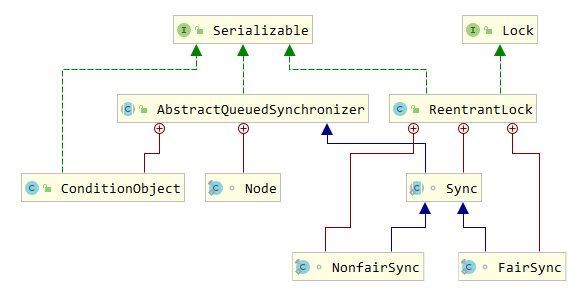 Serializable
Lock
AbstractQueuedSynchronizer
ReentrantLock
ConditionObject
Node
Sync
NonfairSync
FairSync